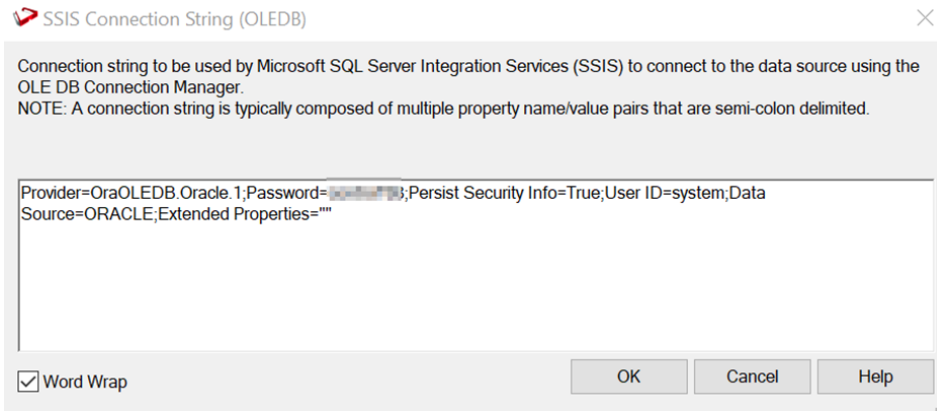 SSIS Connection String (OLEDB)
Connection string to be used by Microsoft SQL Server Integration Services (SSIS) to connect to the data source using the
OLE DB Connection Manager.
NOTE: A connection string is typically composed of multiple property name/value pairs that are semi-colon delimited.
Provider=OraOLEDB.Oracle.1;Password=;Persist Security Info=True;User ID=system;Data
Source=ORACLE;Extended Properties=""
Word Wrap
OK
Cancel
Help